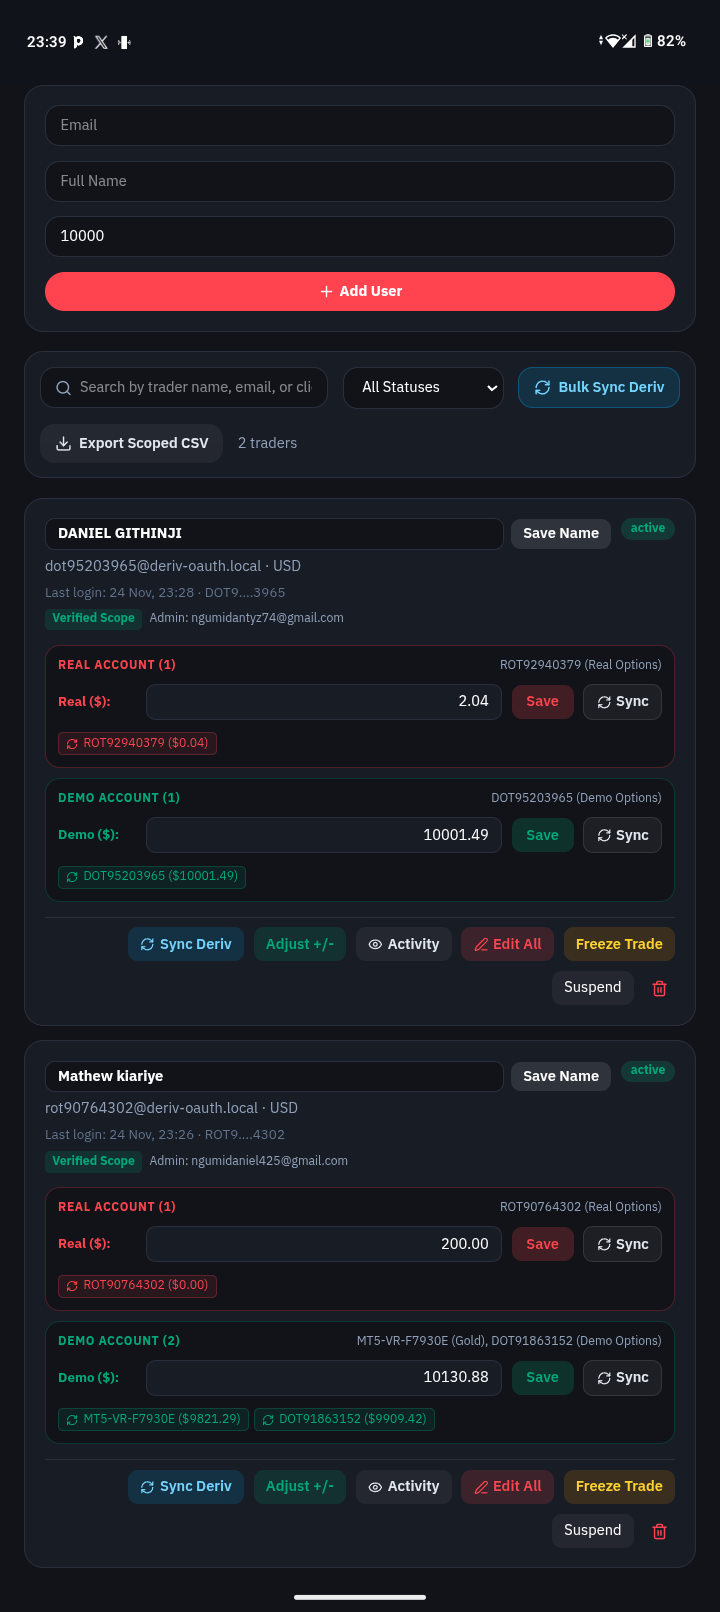 23:39
82%
Email
Full Name
10000
+ Add User
Search by trader name, email, or cli
All Statuses
Bulk Sync Deriv
Export Scoped CSV
2 traders
DANIEL GITHINJI
Save Name
active
dot95203965@deriv-oauth.local · USD
Last login: 24 Nov, 23:28 · DOT9....3965
Verified Scope Admin: ngumidantyz74@gmail.com
REAL ACCOUNT (1) ROT92940379 (Real Options)
Real ($): 2.04 Save Sync
ROT92940379 ($0.04)
DEMO ACCOUNT (1) DOT95203965 (Demo Options)
Demo ($): 10001.49 Save Sync
DOT95203965 ($10001.49)
Sync Deriv Adjust +/- Activity Edit All Freeze Trade
Suspend
Mathew kiariye
Save Name
active
rot90764302@deriv-oauth.local · USD
Last login: 24 Nov, 23:26 · ROT9....4302
Verified Scope Admin: ngumidaniel425@gmail.com
REAL ACCOUNT (1) ROT90764302 (Real Options)
Real ($): 200.00 Save Sync
ROT90764302 ($0.00)
DEMO ACCOUNT (2) MT5-VR-F7930E (Gold), DOT91863152 (Demo Options)
Demo ($): 10130.88 Save Sync
MT5-VR-F7930E ($9821.29) DOT91863152 ($9909.42)
Sync Deriv Adjust +/- Activity Edit All Freeze Trade
Suspend